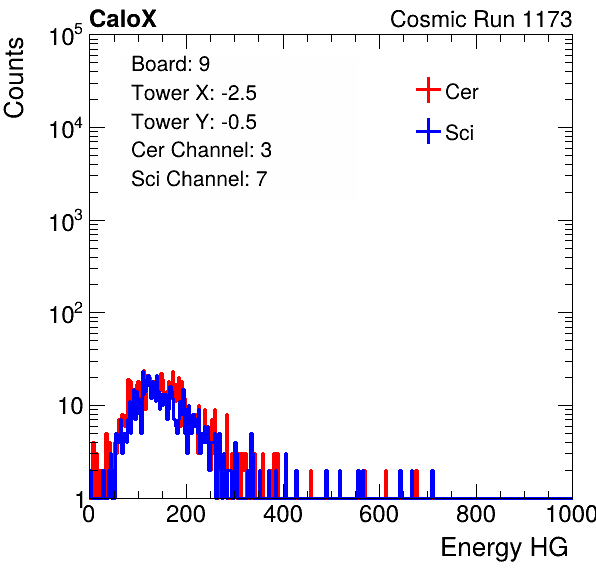 CaloX
Cosmic Run 1173
Counts
Board: 9
Tower X: -2.5
Tower Y: -0.5
Cer Channel: 3
Sci Channel: 7
Cer
Sci
10^5
10^4
10^3
10^2
10
1
0 200 400 600 800 1000
Energy HG